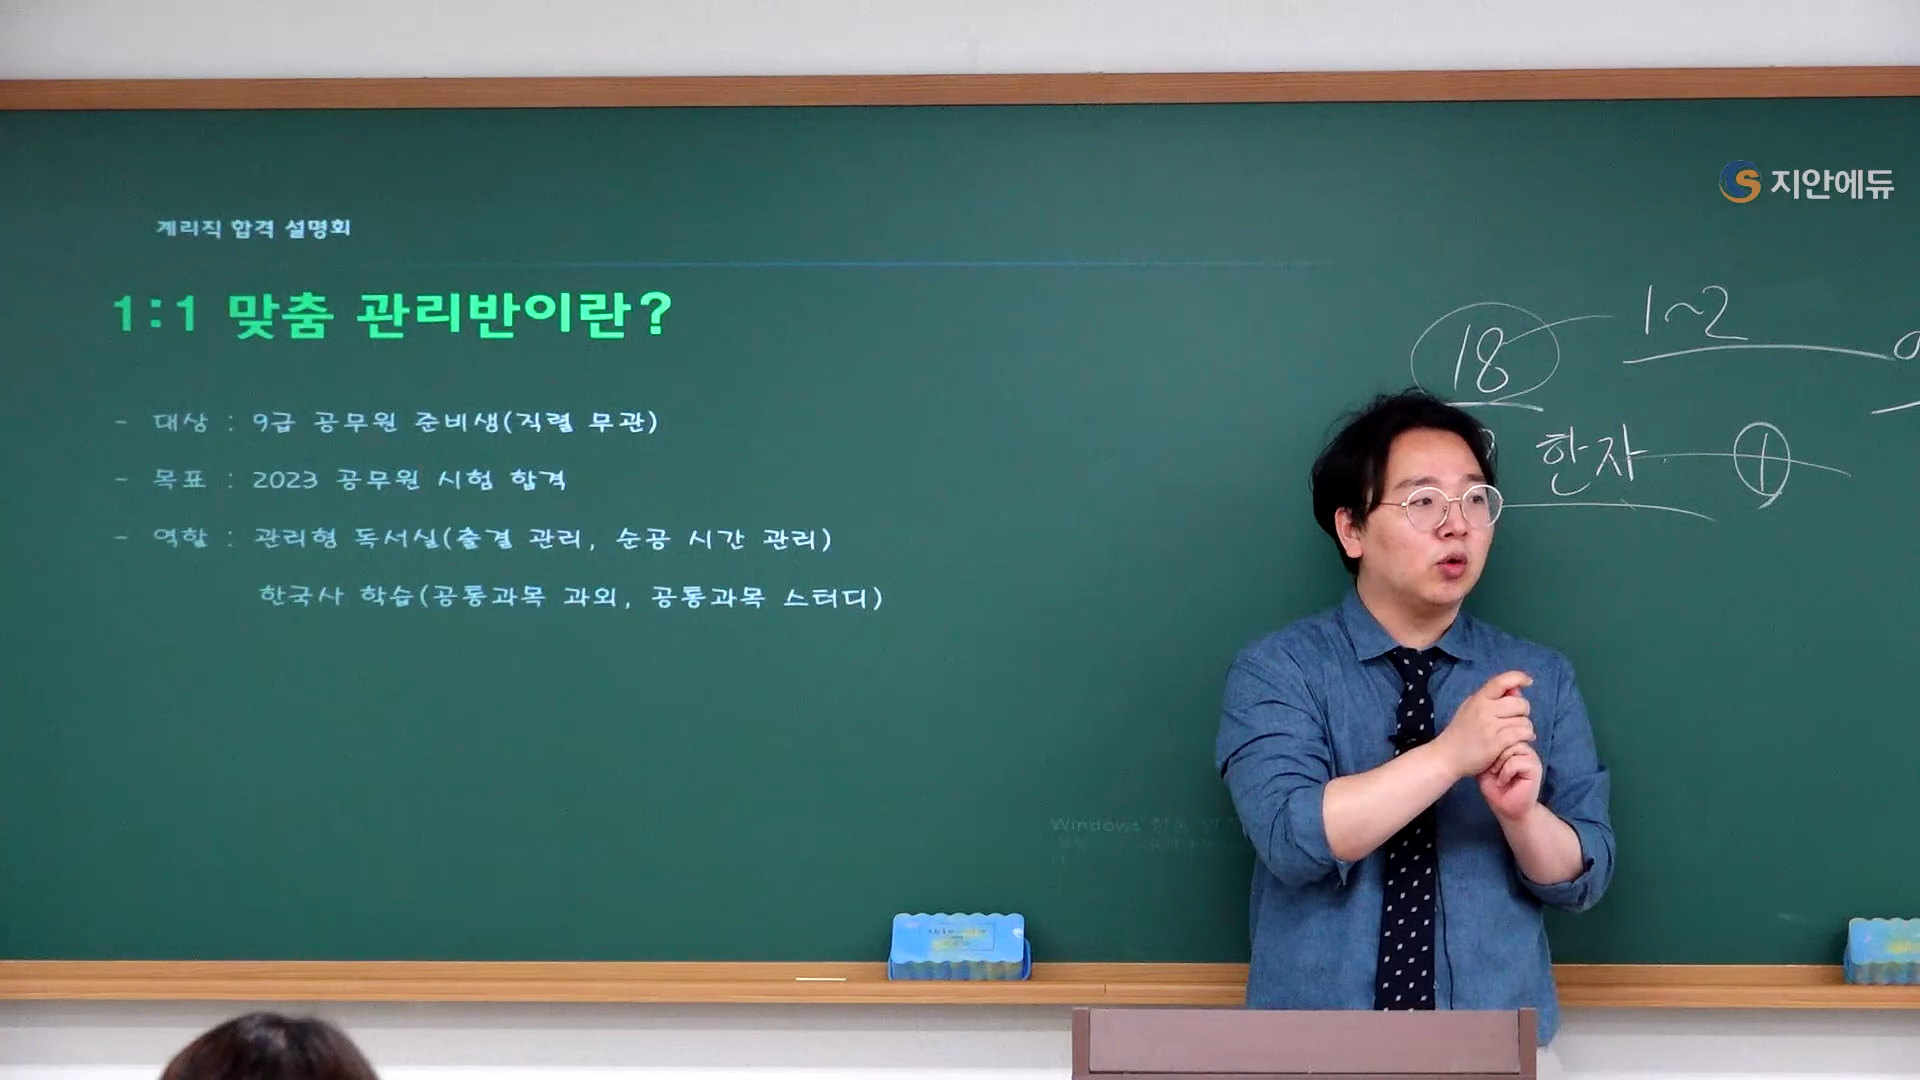 지안에듀
계리직 합격 설명회
1:1 맞춤 관리반이란?
- 대상 : 9급 공무원 준비생(직렬 무관)
- 목표 : 2023 공무원 시험 합격
- 역할 : 관리형 독서실(출결 관리, 순공 시간 관리)
한국사 학습(공통과목 과외, 공통과목 스터디)
18 1~2
한자 1
Windows